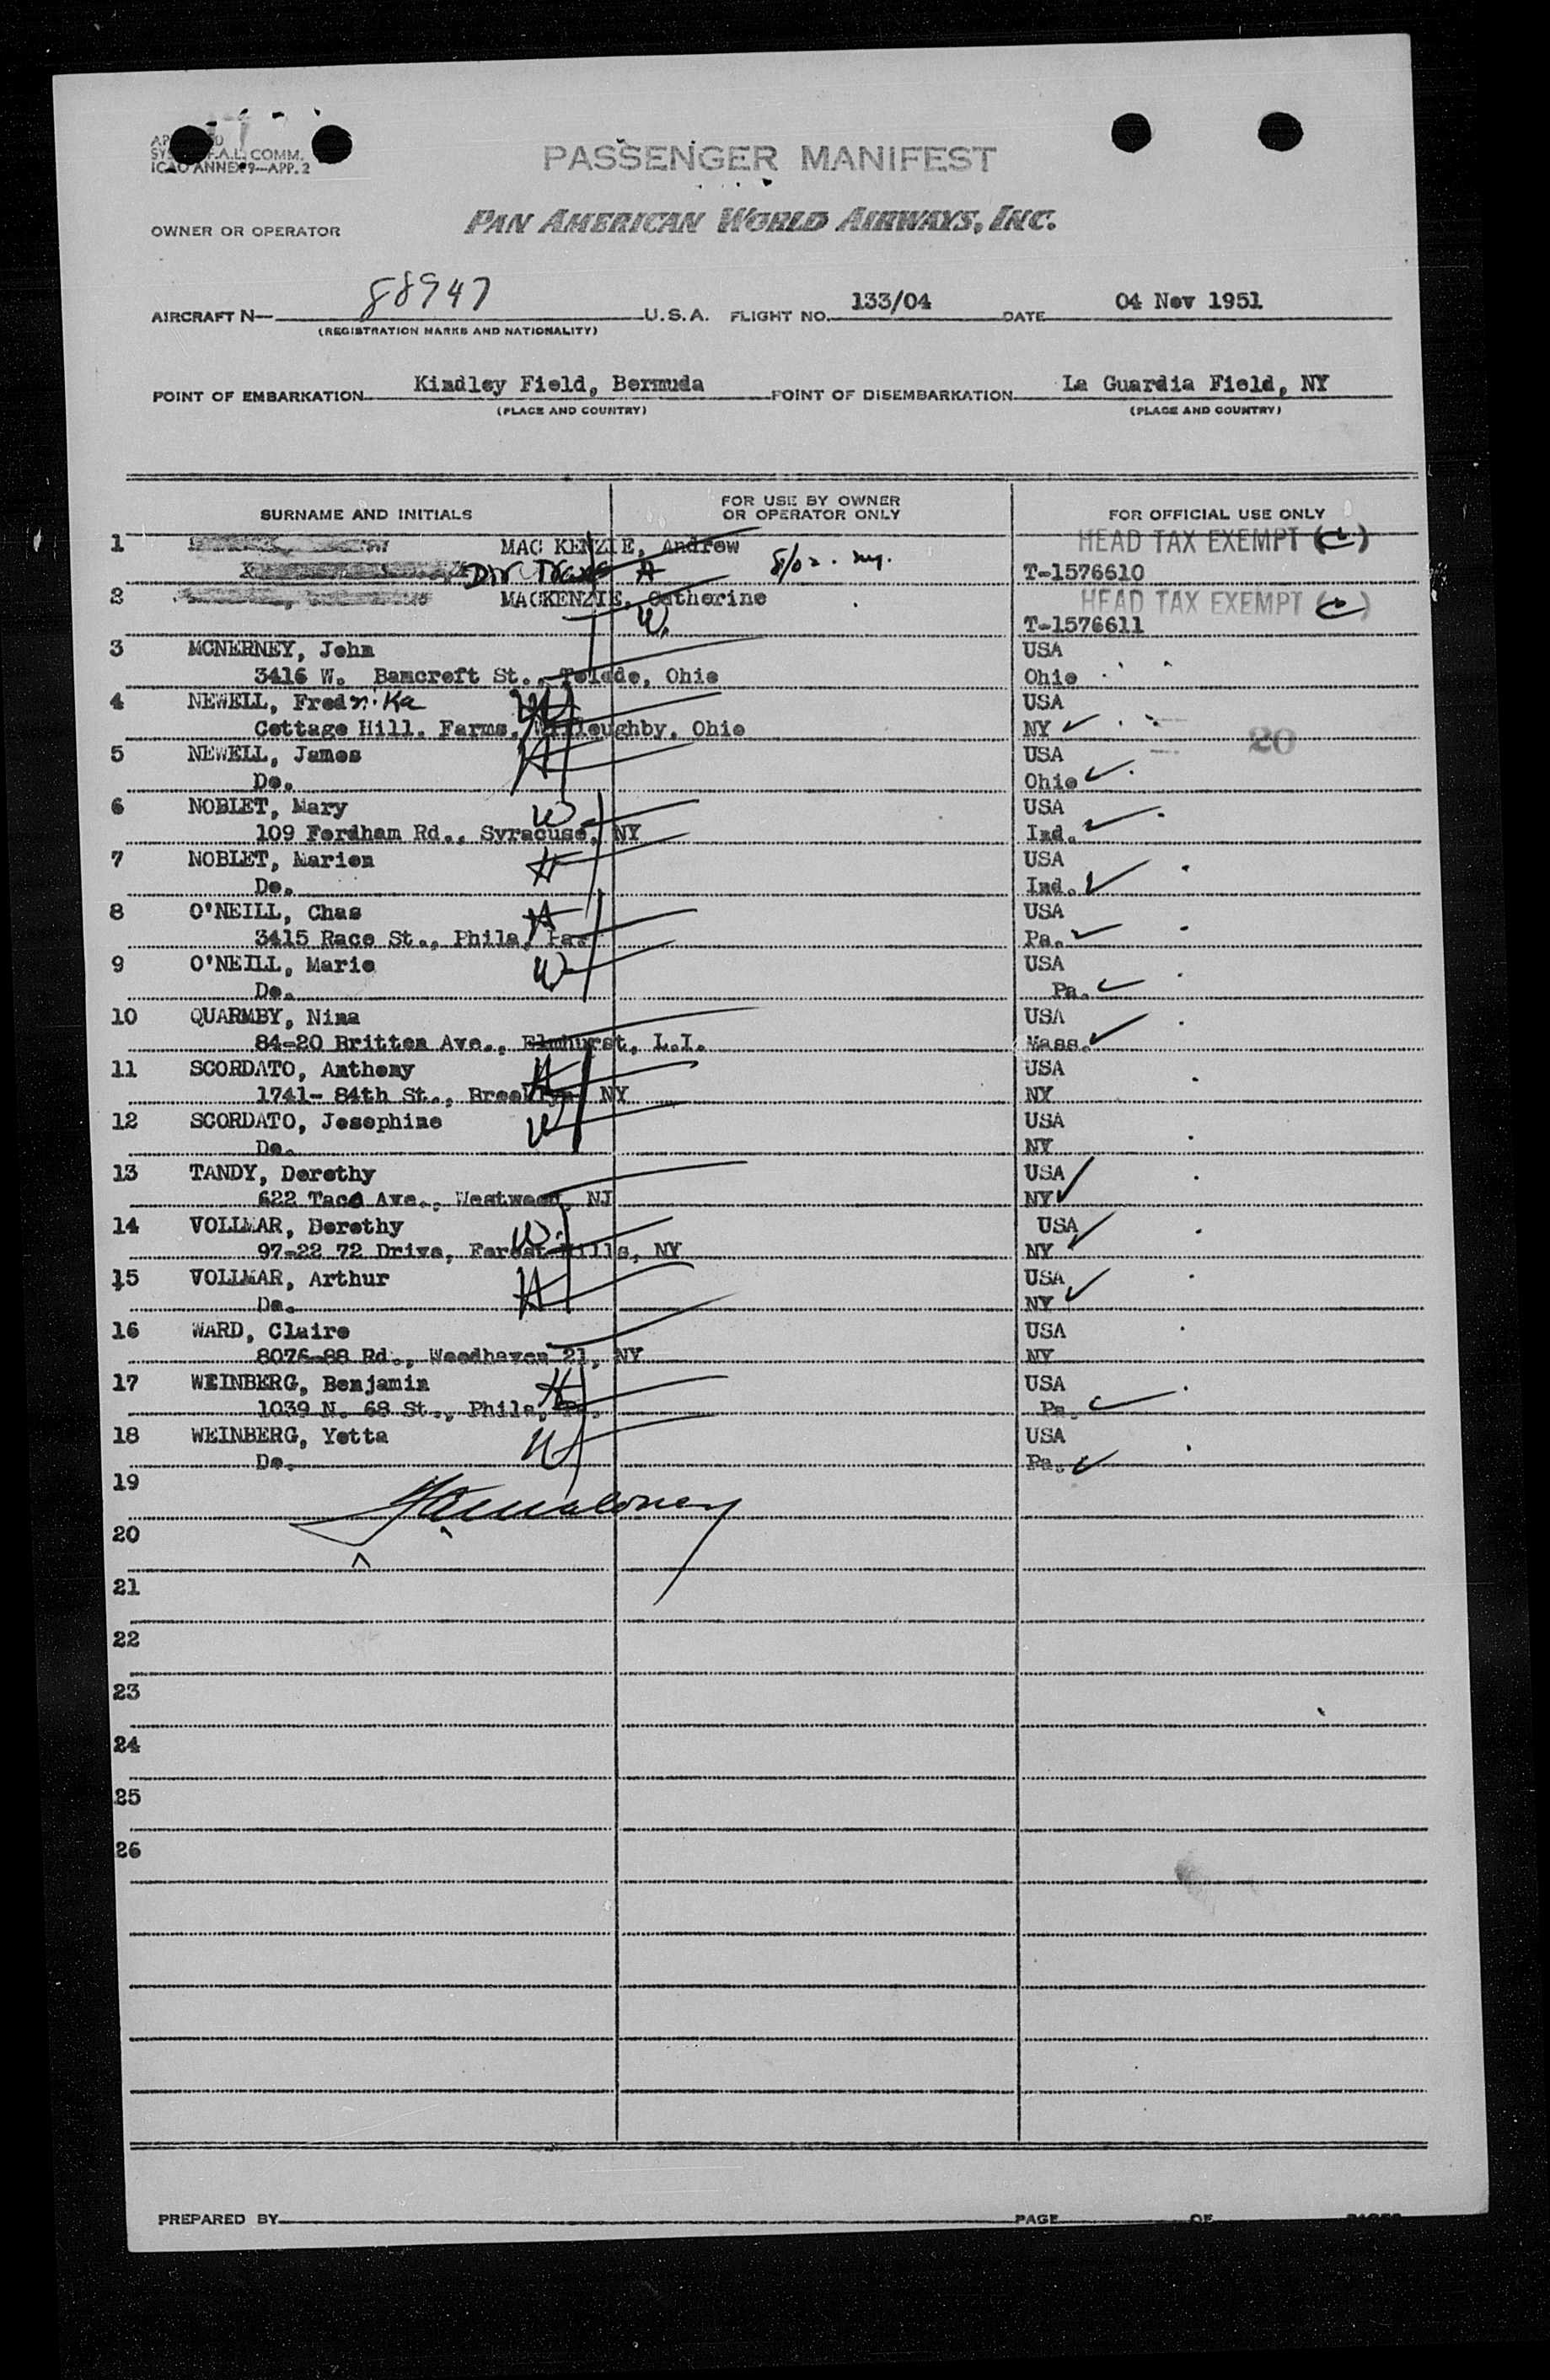 SY F.A.L. COMM.
ICAO ANNEX 9—APP. 2
PASSENGER MANIFEST
OWNER OR OPERATOR PAN AMERICAN WORLD AIRWAYS, INC.
AIRCRAFT N— 88947 U.S.A. FLIGHT NO. 133/04 DATE 04 Nov 1951
(REGISTRATION MARKS AND NATIONALITY)
POINT OF EMBARKATION Kindley Field, Bermuda POINT OF DISEMBARKATION La Guardia Field, NY
(PLACE AND COUNTRY) (PLACE AND COUNTRY)
SURNAME AND INITIALS FOR USE BY OWNER OR OPERATOR ONLY FOR OFFICIAL USE ONLY
1 MAC KENZIE, Andrew HEAD TAX EXEMPT
H T-1576610
2 MACKENZIE, Catherine HEAD TAX EXEMPT
W. T-1576611
3 MCNERNEY, John USA
3416 W. Bancroft St., Toledo, Ohio Ohio
4 NEWELL, Fredrika W USA
Cottage Hill. Farms, Willoughby, Ohio NY
5 NEWELL, James H USA
Do. Ohio
6 NOBLET, Mary W USA
109 Fordham Rd., Syracuse, NY Ind.
7 NOBLET, Marion H USA
Do. Ind.
8 O'NEILL, Chas H USA
3415 Race St., Phila, Pa. Pa.
9 O'NEILL, Marie W USA
Do. Pa.
10 QUARMBY, Nina USA
84-20 Britton Ave., Elmhurst, L.I. Mass.
11 SCORDATO, Anthony H USA
1741- 84th St., Brooklyn NY NY
12 SCORDATO, Josephine W USA
Do. NY
13 TANDY, Dorothy USA
622 Taco Ave., Westwood, NJ NY
14 VOLLMAR, Dorothy W USA
97-22 72 Drive, Forest Hills, NY NY
15 VOLLMAR, Arthur H USA
Do. NY
16 WARD, Claire USA
8076-88 Rd., Woodhaven 21, NY NY
17 WEINBERG, Benjamin H USA
1039 N. 68 St., Phila, Pa. Pa.
18 WEINBERG, Yetta W USA
Do. Pa.
19
20
21
22
23
24
25
26
20
PREPARED BY PAGE OF